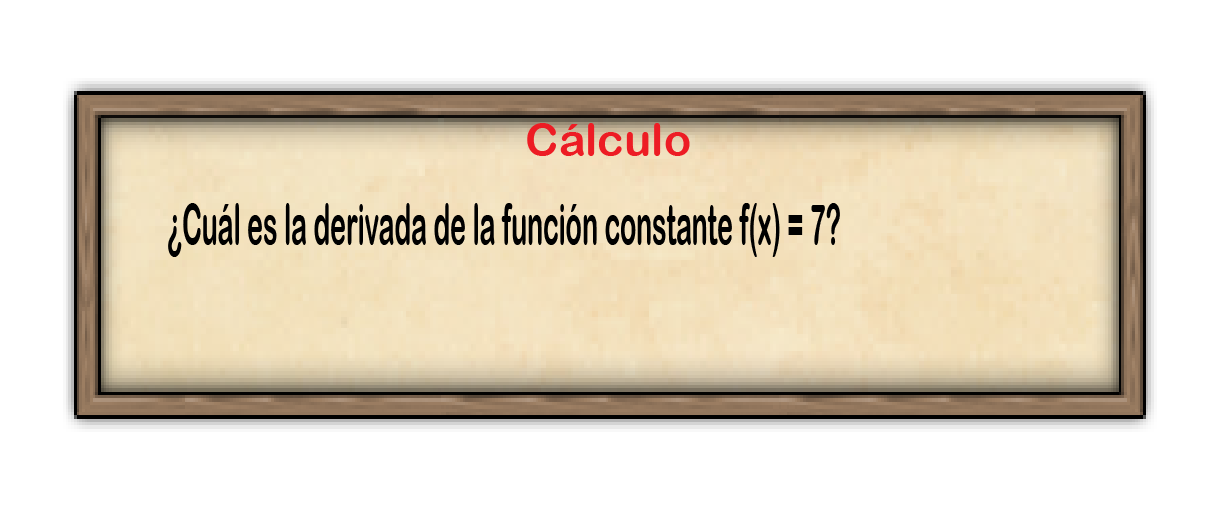 Cálculo
¿Cuál es la derivada de la función constante f(x) = 7?